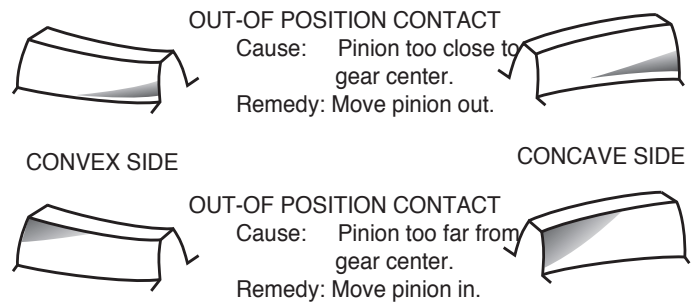 OUT-OF POSITION CONTACT
Cause: Pinion too close to
gear center.
Remedy: Move pinion out.
CONVEX SIDE
CONCAVE SIDE
OUT-OF POSITION CONTACT
Cause: Pinion too far from
gear center.
Remedy: Move pinion in.